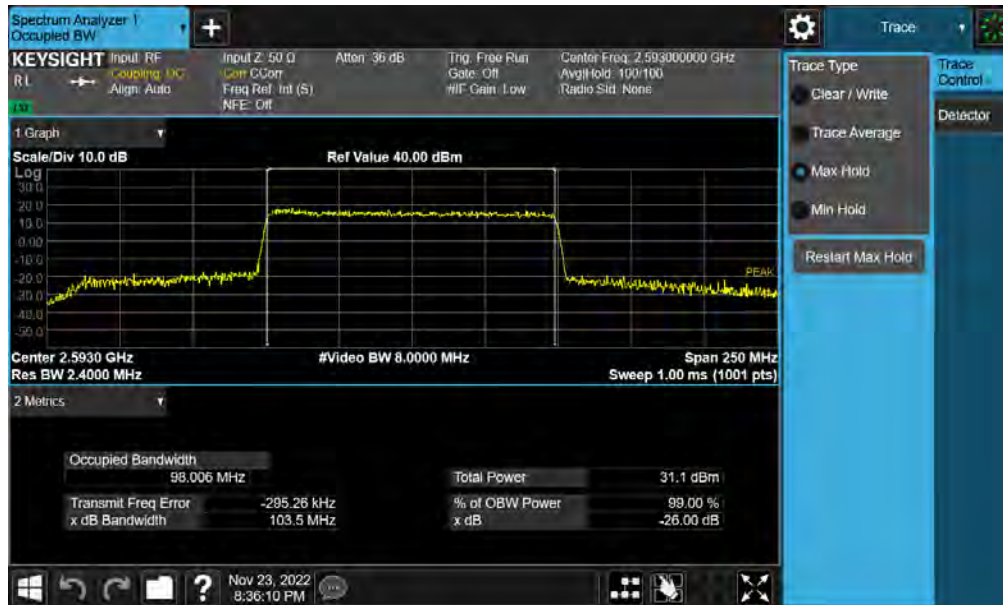 Spectrum Analyzer 1
Occupied BW
Trace
KEYSIGHT
R L
Input: RF
Coupling: DC
Align: Auto
Input Z: 50 Ω
Corr CCorr
Freq Ref: Int (S)
NFE: Off
Atten: 36 dB
Trig: Free Run
Gate: Off
#IF Gain: Low
Center Freq: 2.593000000 GHz
Avg|Hold: 100/100
Radio Std: None
1 Graph
Scale/Div 10.0 dB
Ref Value 40.00 dBm
Log
30.0
20.0
10.0
0.00
-10.0
-20.0
-30.0
-40.0
-50.0
PEAK
Center 2.5930 GHz
#Video BW 8.0000 MHz
Span 250 MHz
Res BW 2.4000 MHz
Sweep 1.00 ms (1001 pts)
2 Metrics
Occupied Bandwidth
98.006 MHz
Total Power 31.1 dBm
Transmit Freq Error -295.26 kHz
% of OBW Power 99.00 %
x dB Bandwidth 103.5 MHz
x dB -26.00 dB
Trace Type
Clear / Write
Trace Average
Max Hold
Min Hold
Restart Max Hold
Trace
Control
Detector
?
Nov 23, 2022
8:36:10 PM